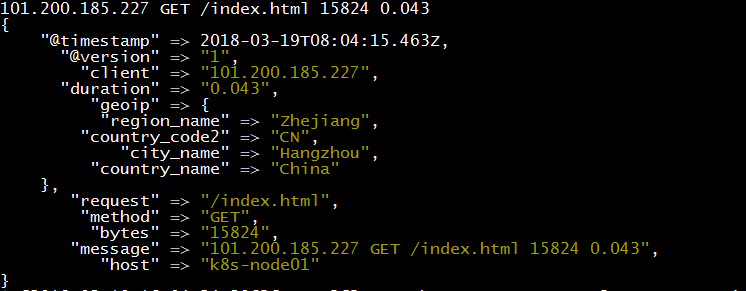 101.200.185.227 GET /index.html 15824 0.043
{
"@timestamp" => 2018-03-19T08:04:15.463Z,
"@version" => "1",
"client" => "101.200.185.227",
"duration" => "0.043",
"geoip" => {
"region_name" => "Zhejiang",
"country_code2" => "CN",
"city_name" => "Hangzhou",
"country_name" => "China"
},
"request" => "/index.html",
"method" => "GET",
"bytes" => "15824",
"message" => "101.200.185.227 GET /index.html 15824 0.043",
"host" => "k8s-node01"
}